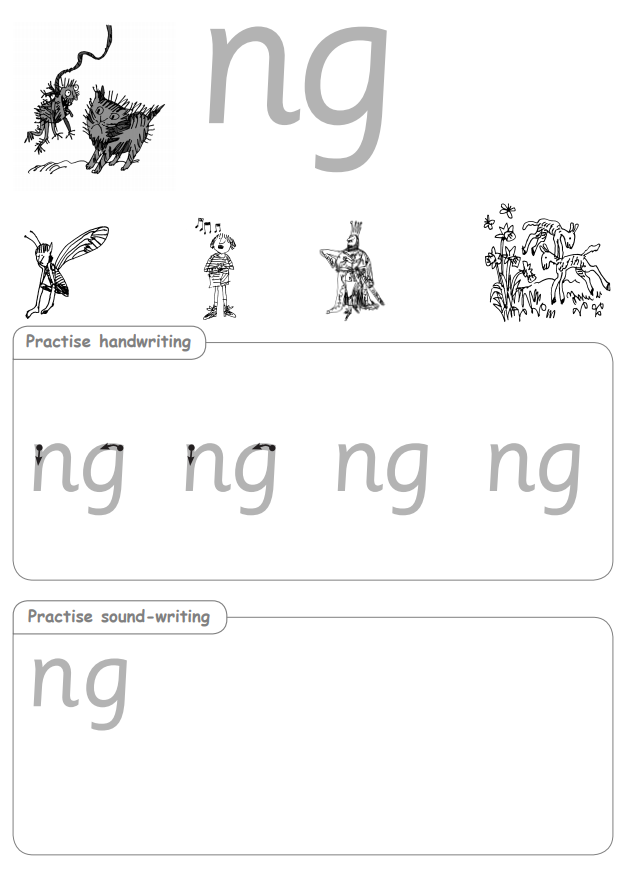 ng
Practise handwriting
ng ng ng ng
Practise sound-writing
ng